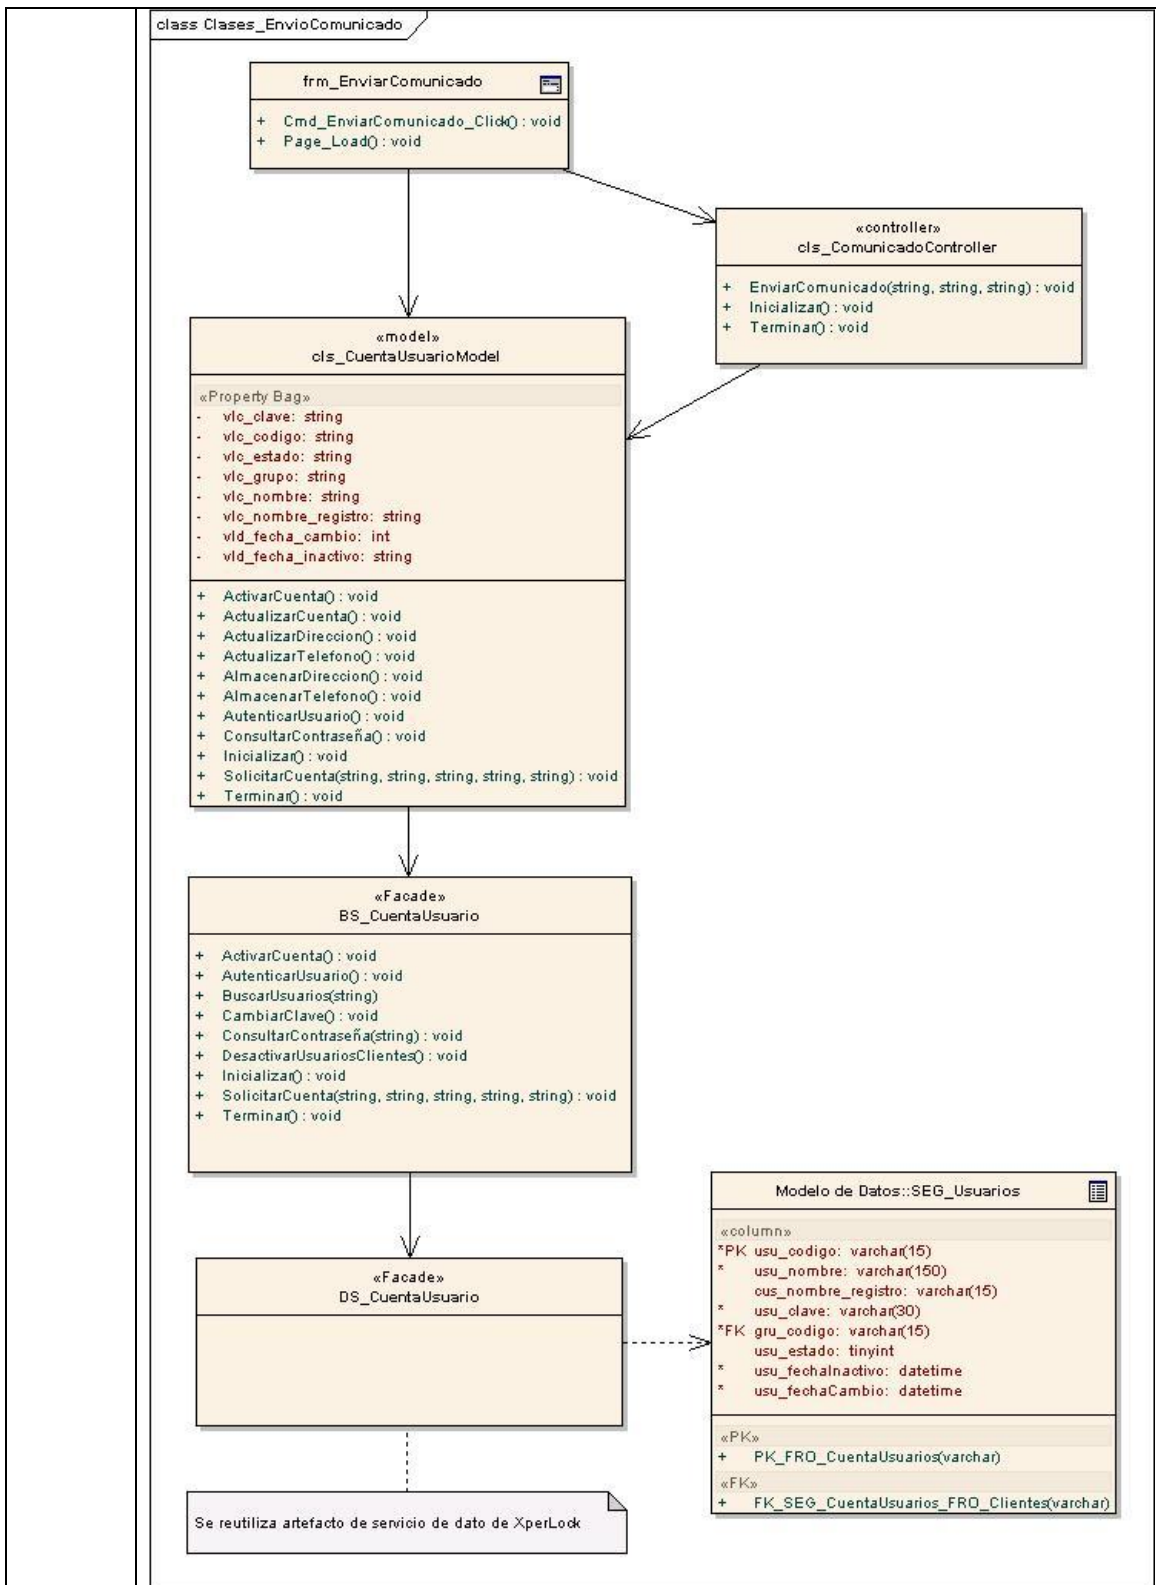 class Clases_EnvioComunicado
frm_EnviarComunicado
+ Cmd_EnviarComunicado_Click() : void
+ Page_Load() : void
«controller»
cls_ComunicadoController
+ EnviarComunicado(string, string, string) : void
+ Inicializar() : void
+ Terminar() : void
«model»
cls_CuentaUsuarioModel
«Property Bag»
- vlc_clave: string
- vlc_codigo: string
- vlc_estado: string
- vlc_grupo: string
- vlc_nombre: string
- vlc_nombre_registro: string
- vld_fecha_cambio: int
- vld_fecha_inactivo: string
+ ActivarCuenta() : void
+ ActualizarCuenta() : void
+ ActualizarDireccion() : void
+ ActualizarTelefono() : void
+ AlmacenarDireccion() : void
+ AlmacenarTelefono() : void
+ AutenticarUsuario() : void
+ ConsultarContraseña() : void
+ Inicializar() : void
+ SolicitarCuenta(string, string, string, string, string) : void
+ Terminar() : void
«Facade»
BS_CuentaUsuario
+ ActivarCuenta() : void
+ AutenticarUsuario() : void
+ BuscarUsuarios(string)
+ CambiarClave() : void
+ ConsultarContraseña(string) : void
+ DesactivarUsuariosClientes() : void
+ Inicializar() : void
+ SolicitarCuenta(string, string, string, string, string) : void
+ Terminar() : void
«Facade»
DS_CuentaUsuario
Modelo de Datos::SEG_Usuarios
«column»
*PK usu_codigo: varchar(15)
* usu_nombre: varchar(150)
cus_nombre_registro: varchar(15)
* usu_clave: varchar(30)
*FK gru_codigo: varchar(15)
usu_estado: tinyint
* usu_fechaInactivo: datetime
* usu_fechaCambio: datetime
«PK»
+ PK_FRO_CuentaUsuarios(varchar)
«FK»
+ FK_SEG_CuentaUsuarios_FRO_Clientes(varchar)
Se reutiliza artefacto de servicio de dato de XperLock